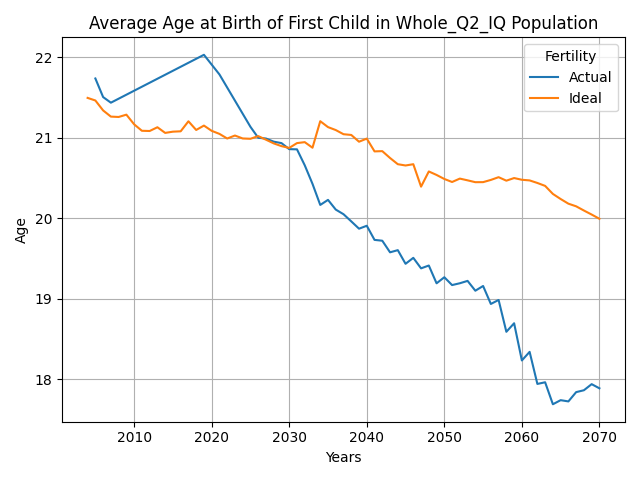 Average Age at Birth of First Child in Whole_Q2_IQ Population
Fertility
Actual
Ideal
Age
22
21
20
19
18
2010 2020 2030 2040 2050 2060 2070
Years